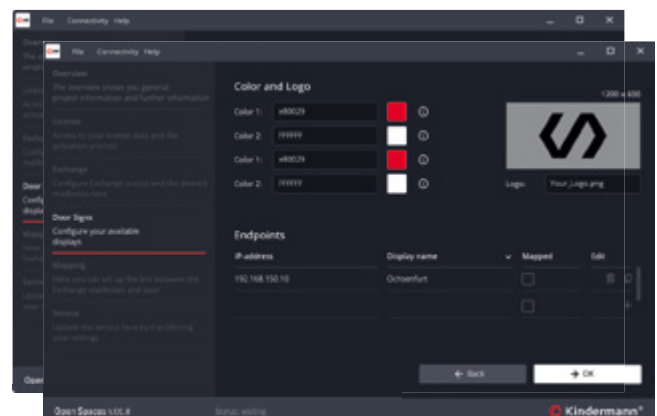 File Connectivity Help
File Connectivity Help
Overview
The overview shows you general
project information and further information
License
Access to your license data and the
activation process
Exchange
Configure Exchange access and the desired
mailboxes here
Door Signs
Configure your available
displays
Mapping
Here you can set up the link between the
Exchange mailboxes and your
Service
Update the service here by transferring
your settings
Color and Logo
1200 x 600
Color 1: e80029
Color 2: FFFFFF
Color 1: e80029
Color 2: FFFFFF
Logo: Your_Logo.png
Endpoints
IP-address Display name Mapped Edit
192.168.150.10 Ochsenfurt
← Back → OK
Status: waiting
Kindermann®